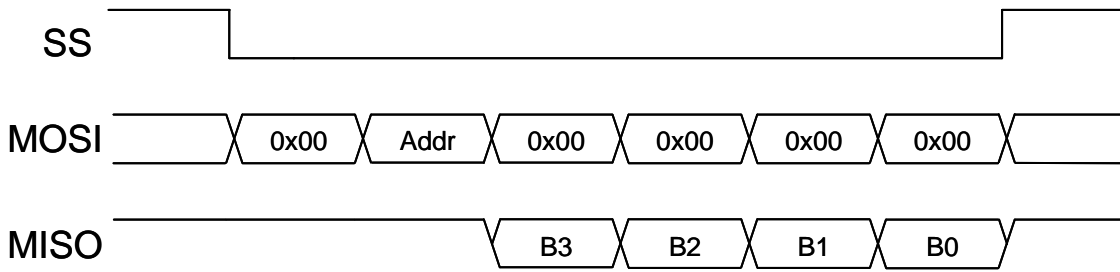 SS
MOSI 0x00 Addr 0x00 0x00 0x00 0x00
MISO B3 B2 B1 B0